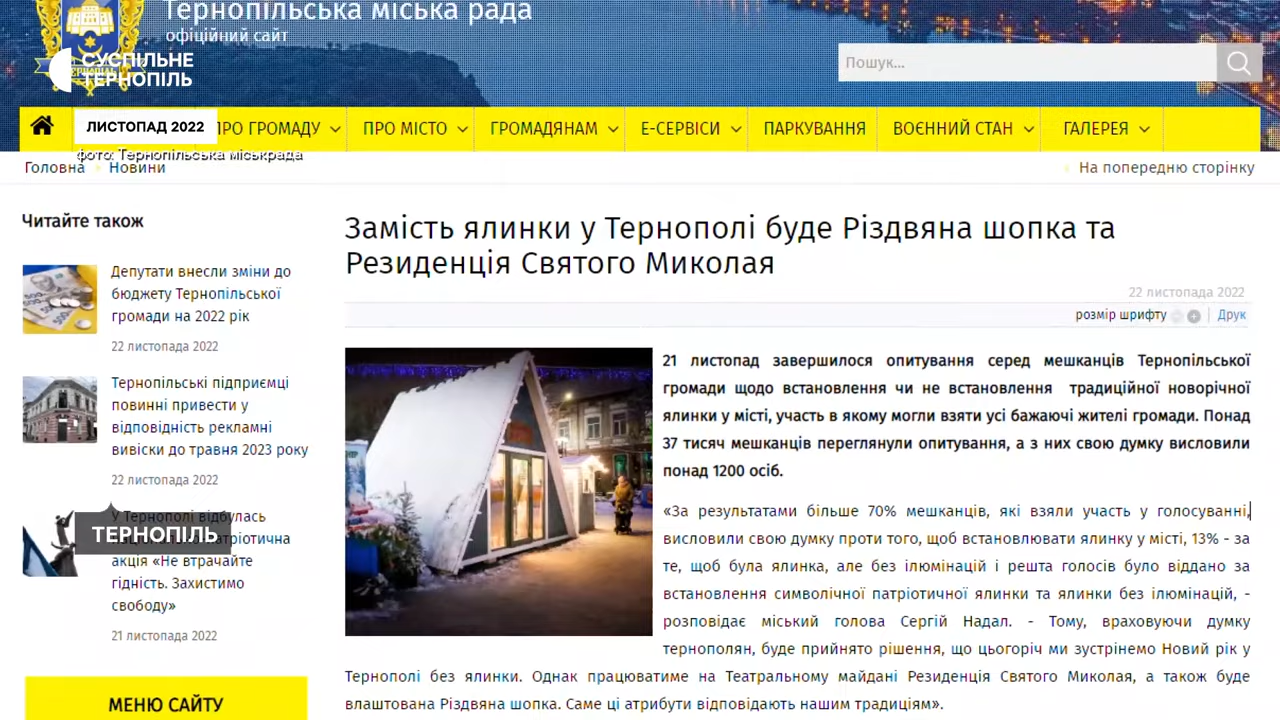 Тернопільська міська рада
офіційний сайт
СУСПІЛЬНЕ
ТЕРНОПІЛЬ
Пошук...
ЛИСТОПАД 2022
ПРО ГРОМАДУ
ПРО МІСТО
ГРОМАДЯНАМ
Е-СЕРВІСИ
ПАРКУВАННЯ
ВОЄННИЙ СТАН
ГАЛЕРЕЯ
фото: Тернопільська міськрада
Головна Новини
На попередню сторінку
Читайте також
Депутати внесли зміни до
бюджету Тернопільської
громади на 2022 рік
22 листопада 2022
Тернопільські підприємці
повинні привести у
відповідність рекламні
вивіски до травня 2023 року
22 листопада 2022
У Тернополі відбулась
ТЕРНОПІЛЬ
патріотична
акція «Не втрачайте
гідність. Захистимо
свободу»
21 листопада 2022
МЕНЮ САЙТУ
Замість ялинки у Тернополі буде Різдвяна шопка та
Резиденція Святого Миколая
22 листопада 2022
розмір шрифту
Друк
21 листопад завершилося опитування серед мешканців Тернопільської
громади щодо встановлення чи не встановлення традиційної новорічної
ялинки у місті, участь в якому могли взяти усі бажаючі жителі громади. Понад
37 тисяч мешканців переглянули опитування, а з них свою думку висловили
понад 1200 осіб.
«За результатами більше 70% мешканців, які взяли участь у голосуванні,
висловили свою думку проти того, щоб встановлювати ялинку у місті, 13% - за
те, щоб була ялинка, але без ілюмінацій і решта голосів було віддано за
встановлення символічної патріотичної ялинки та ялинки без ілюмінацій, -
розповідає міський голова Сергій Надал. - Тому, враховуючи думку
тернополян, буде прийнято рішення, що цьогоріч ми зустрінемо Новий рік у
Тернополі без ялинки. Однак працюватиме на Театральному майдані Резиденція Святого Миколая, а також буде
влаштована Різдвяна шопка. Саме ці атрибути відповідають нашим традиціям».